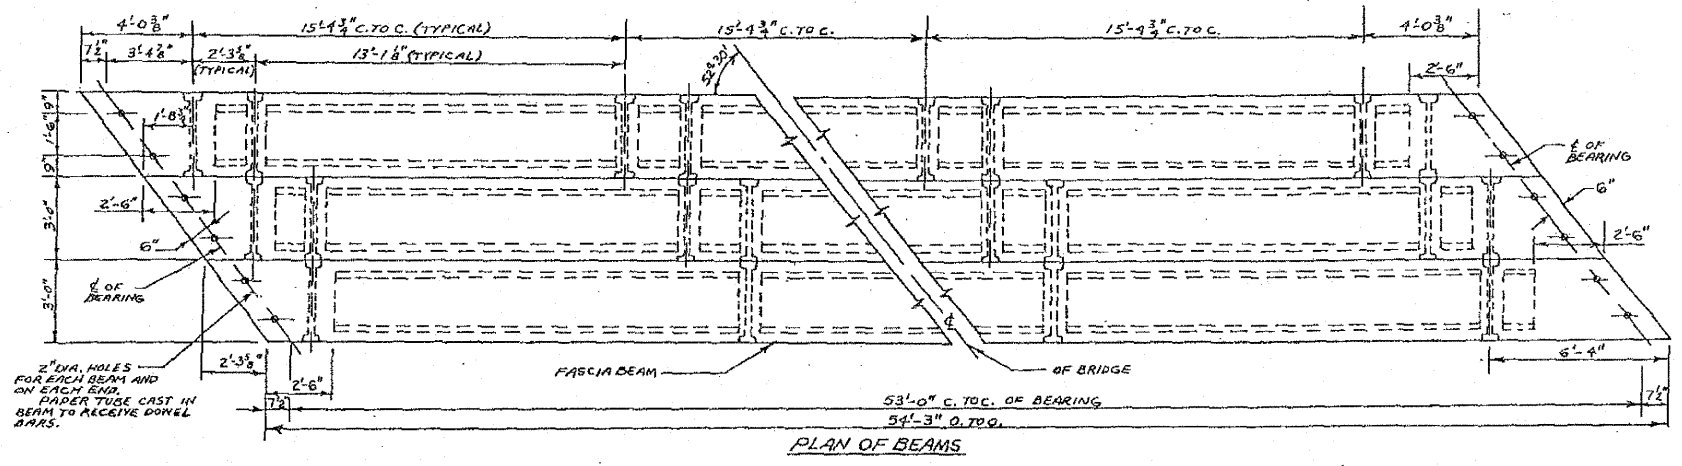 4'-0 3/8"
15'-4 3/4" C. TO C. (TYPICAL)
15'-4 3/4" C. TO C.
15'-4 3/4" C. TO C.
4'-0 3/8"
7 1/2"
3'4 7/8"
2'-3 5/8"
(TYPICAL)
13'-1 1/8" (TYPICAL)
52°30'
2'-6"
9"
1'-6"
9"
1'-8 3/4"
℄ OF
BEARING
6"
3'-0"
2'-6"
6"
2'-6"
℄ OF
BEARING
3'-0"
℄
2" DIA. HOLES
FOR EACH BEAM AND
ON EACH END.
PAPER TUBE CAST IN
BEAM TO RECEIVE DOWEL
BARS.
2'-3 5/8"
2'-6"
FASCIA BEAM
OF BRIDGE
6'-4"
7 1/2"
53'-0" C. TO C. OF BEARING
7 1/2"
54'-3" O. TO O.
PLAN OF BEAMS